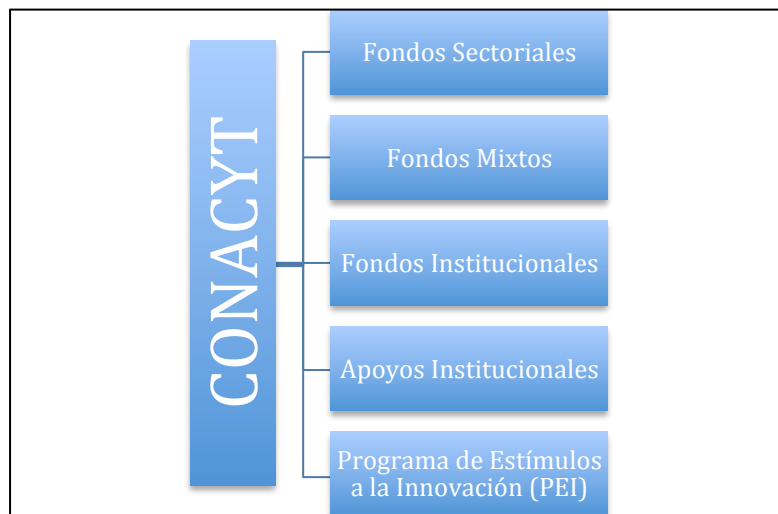 CONACYT
Fondos Sectoriales
Fondos Mixtos
Fondos Institucionales
Apoyos Institucionales
Programa de Estímulos
a la Innovación (PEI)